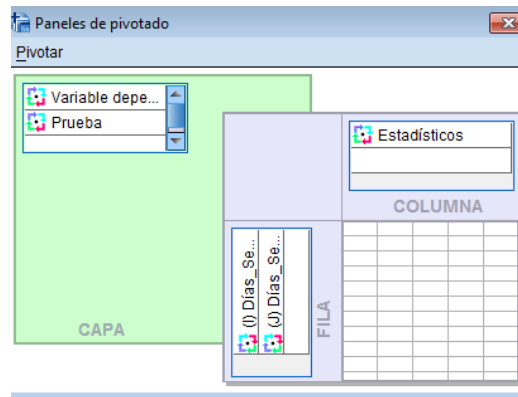 Paneles de pivotado
Pivotar
Variable depe...
Prueba
Estadísticos
COLUMNA
(I) Días_Se...
(J) Días_Se...
FILA
CAPA